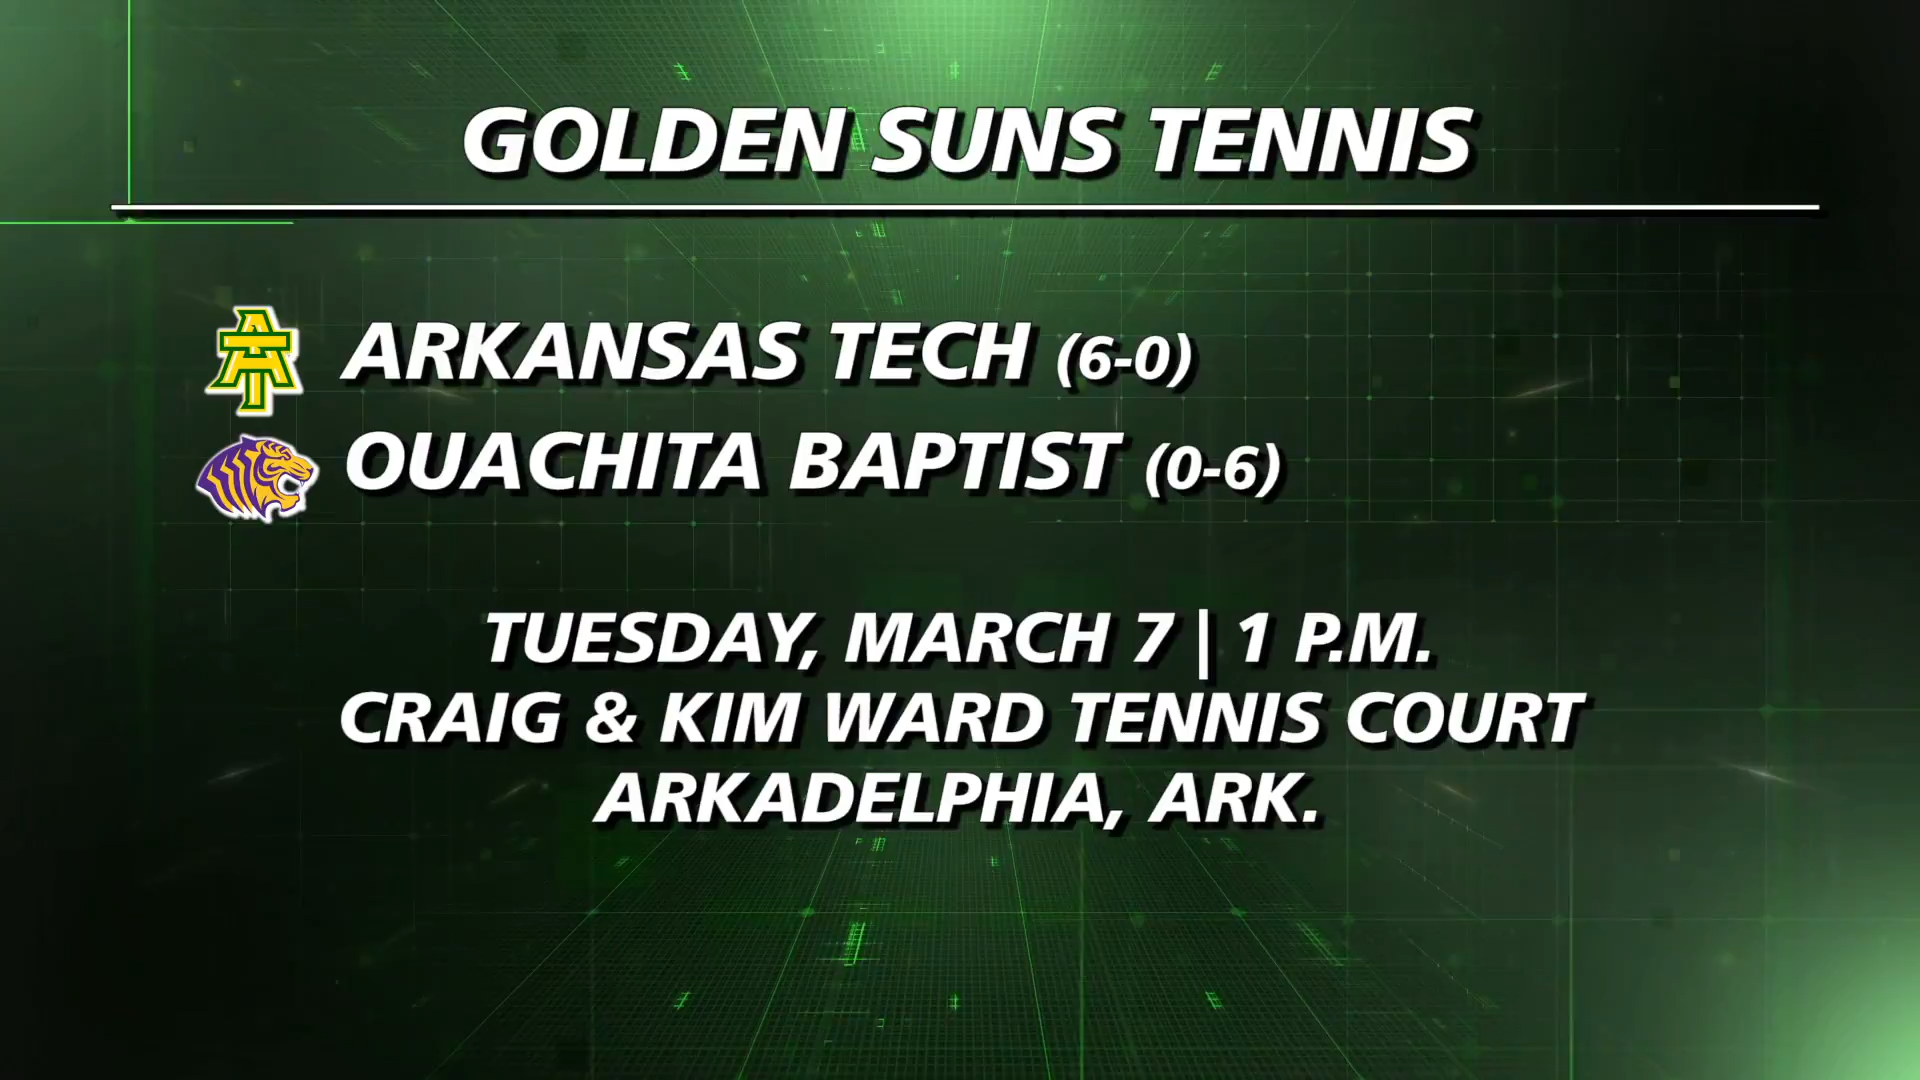 GOLDEN SUNS TENNIS
ARKANSAS TECH (6-0)
OUACHITA BAPTIST (0-6)
TUESDAY, MARCH 7 | 1 P.M.
CRAIG & KIM WARD TENNIS COURT
ARKADELPHIA, ARK.